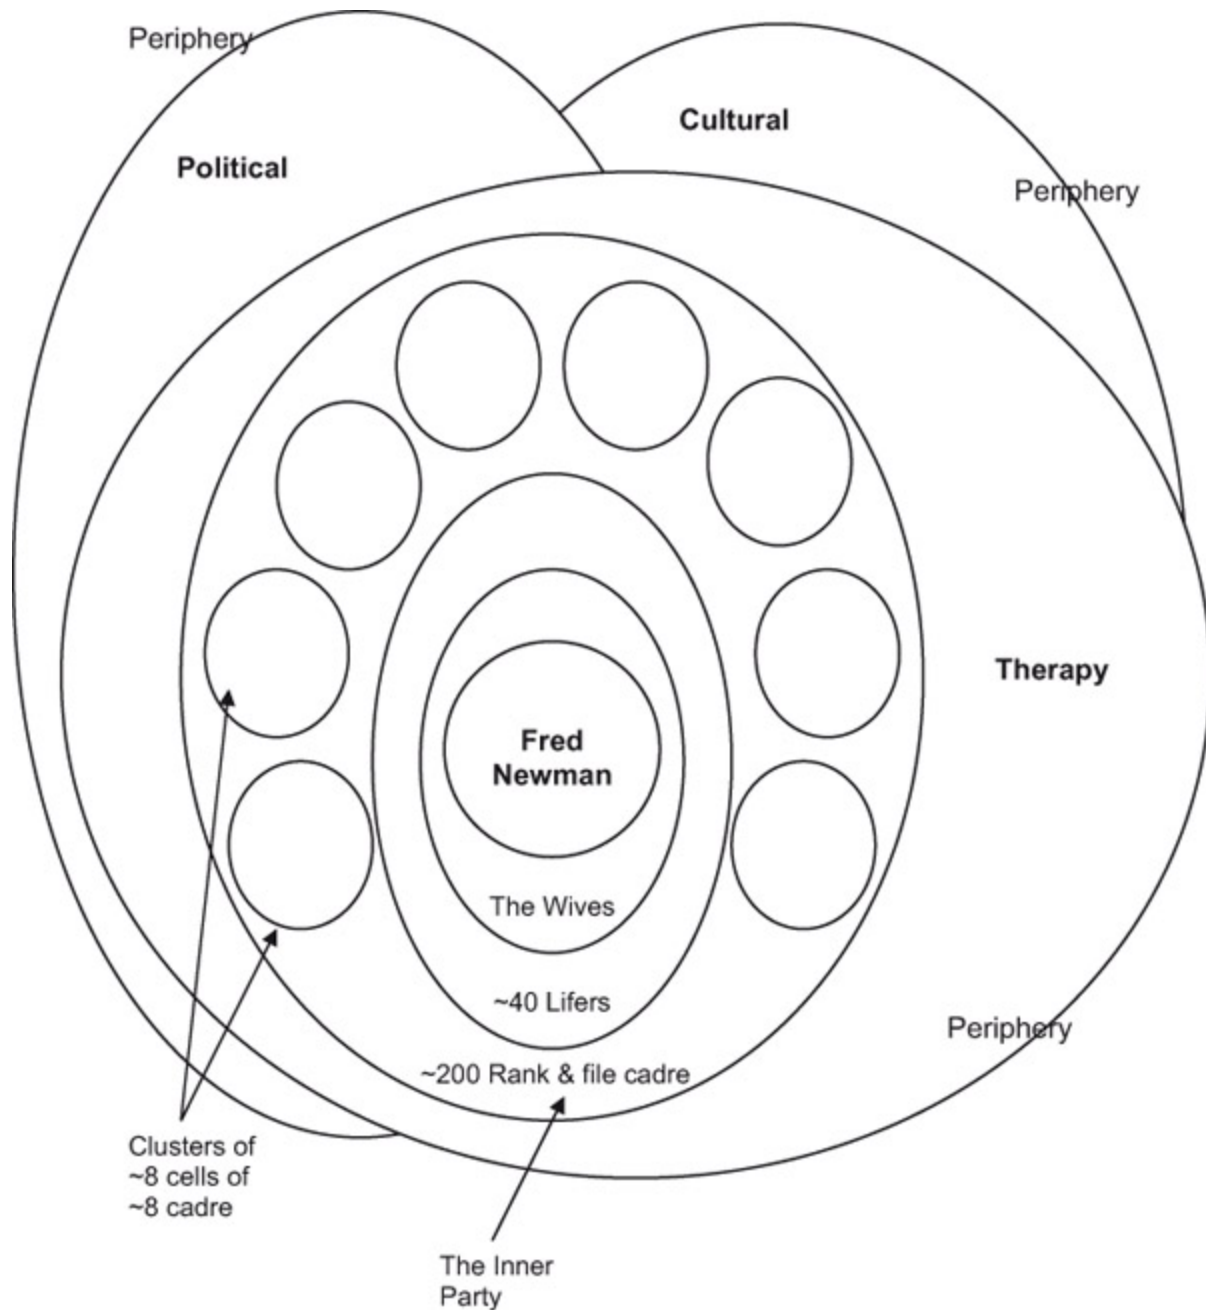 Periphery
Cultural
Political
Periphery
Therapy
Fred
Newman
The Wives
~40 Lifers
Periphery
~200 Rank & file cadre
Clusters of
~8 cells of
~8 cadre
The Inner
Party